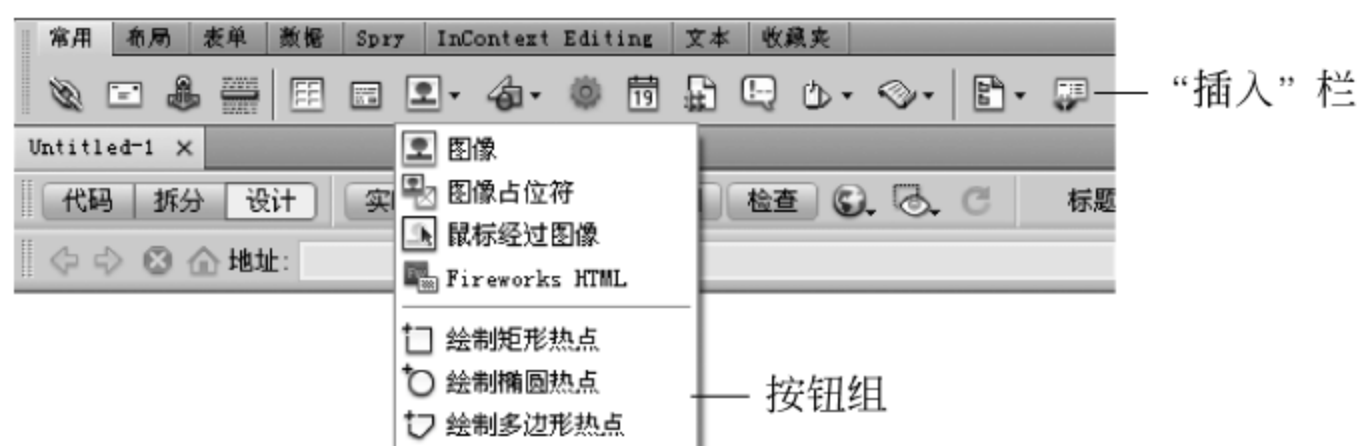 常用 布局 表单 数据 Spry InContext Editing 文本 收藏夹
19 “插入”栏
Untitled-1 ×
图像
代码 拆分 设计 图像占位符 检查 标题
鼠标经过图像
地址:
Fireworks HTML
绘制矩形热点
绘制椭圆热点 按钮组
绘制多边形热点